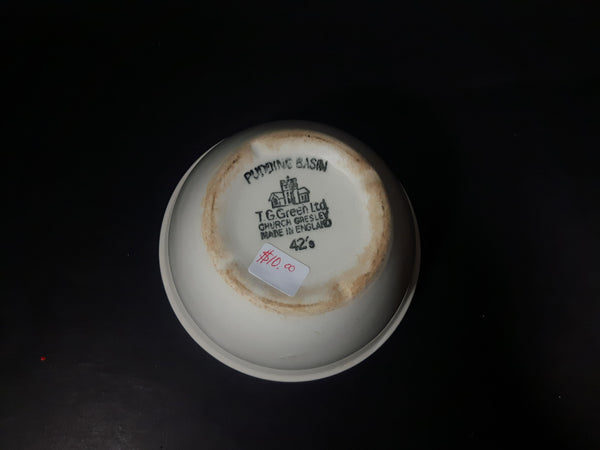 PUDDING BASIN
T.G.Green Ltd.
CHURCH GRESLEY
MADE IN ENGLAND
42's
$10.00